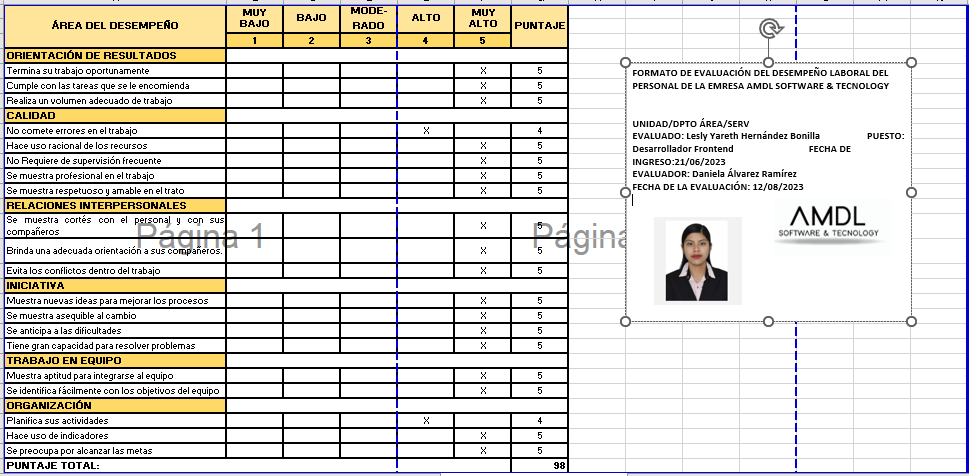 ÁREA DEL DESEMPEÑO MUY BAJO BAJO MODE-RADO ALTO MUY ALTO PUNTAJE
1 2 3 4 5
ORIENTACIÓN DE RESULTADOS
Termina su trabajo oportunamente X 5
Cumple con las tareas que se le encomienda X 5
Realiza un volumen adecuado de trabajo X 5
CALIDAD
No comete errores en el trabajo X 4
Hace uso racional de los recursos X 5
No Requiere de supervisión frecuente X 5
Se muestra profesional en el trabajo X 5
Se muestra respetuoso y amable en el trato X 5
RELACIONES INTERPERSONALES
Se muestra cortés con el personal y con sus
compañeros X 5
Brinda una adecuada orientación a sus compañeros. X 5
Evita los conflictos dentro del trabajo X 5
INICIATIVA
Muestra nuevas ideas para mejorar los procesos X 5
Se muestra asequible al cambio X 5
Se anticipa a las dificultades X 5
Tiene gran capacidad para resolver problemas X 5
TRABAJO EN EQUIPO
Muestra aptitud para integrarse al equipo X 5
Se identifica fácilmente con los objetivos del equipo X 5
ORGANIZACIÓN
Planifica sus actividades X 4
Hace uso de indicadores X 5
Se preocupa por alcanzar las metas X 5
PUNTAJE TOTAL: 98
Página 1
Página
FORMATO DE EVALUACIÓN DEL DESEMPEÑO LABORAL DEL
PERSONAL DE LA EMRESA AMDL SOFTWARE & TECNOLOGY
UNIDAD/DPTO ÁREA/SERV
EVALUADO: Lesly Yareth Hernández Bonilla PUESTO:
Desarrollador Frontend FECHA DE
INGRESO:21/06/2023
EVALUADOR: Daniela Álvarez Ramírez
FECHA DE LA EVALUACIÓN: 12/08/2023
AMDL
SOFTWARE & TECNOLOGY